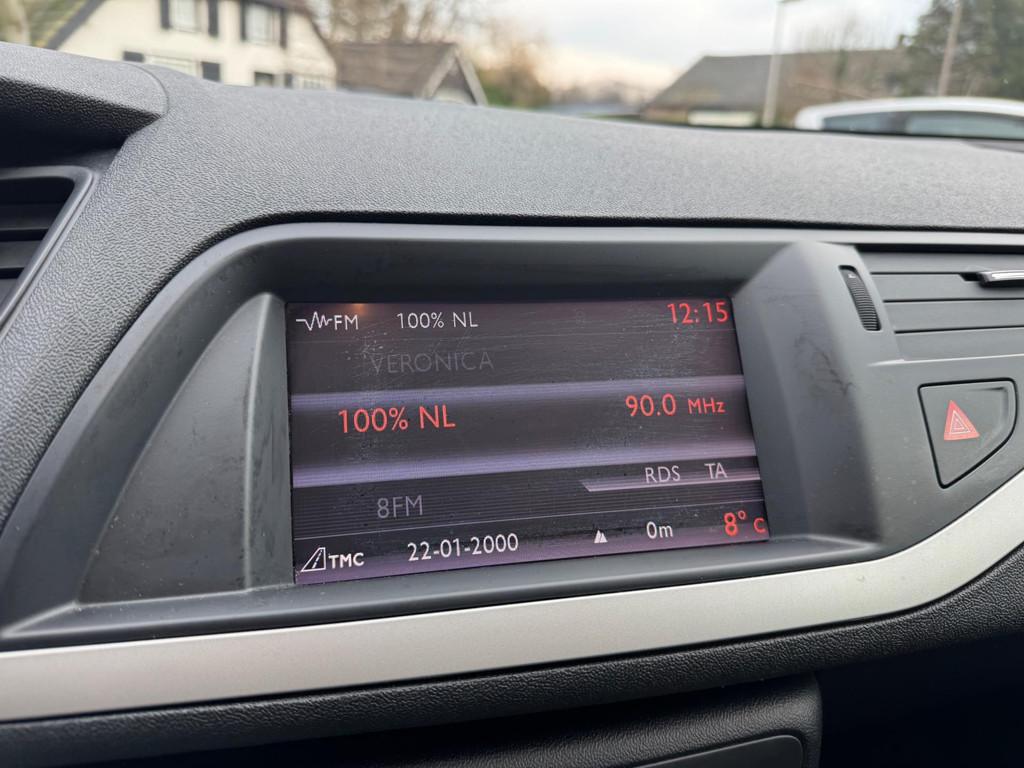 FM 100% NL 12:15
VERONICA
100% NL 90.0 MHz
RDS TA
8FM
TMC 22-01-2000 0m 8° C